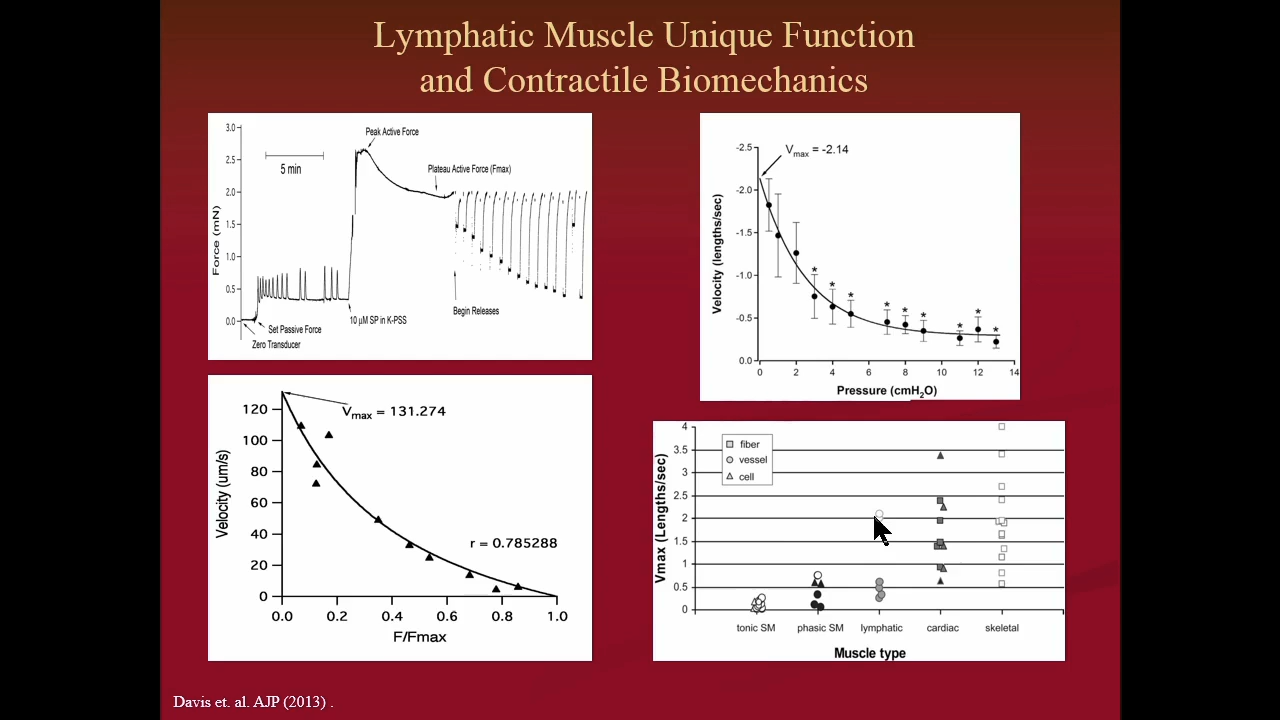 Lymphatic Muscle Unique Function
and Contractile Biomechanics
3.0
2.5
2.0
1.5
1.0
0.5
0.0
Force (mN)
5 min
Peak Active Force
Plateau Active Force (Fmax)
Begin Releases
10 µM SP in K-PSS
Set Passive Force
Zero Transducer
-2.5
-2.0
-1.5
-1.0
-0.5
0.0
Velocity (lengths/sec)
Vmax = -2.14
* * * * * * * * *
0 2 4 6 8 10 12 14
Pressure (cmH2O)
120
100
80
60
40
20
0
Velocity (um/s)
Vmax = 131.274
r = 0.785288
0.0 0.2 0.4 0.6 0.8 1.0
F/Fmax
4
3.5
3
2.5
2
1.5
1
0.5
0
Vmax (Lengths/sec)
fiber
vessel
cell
tonic SM phasic SM lymphatic cardiac skeletal
Muscle type
Davis et. al. AJP (2013) .